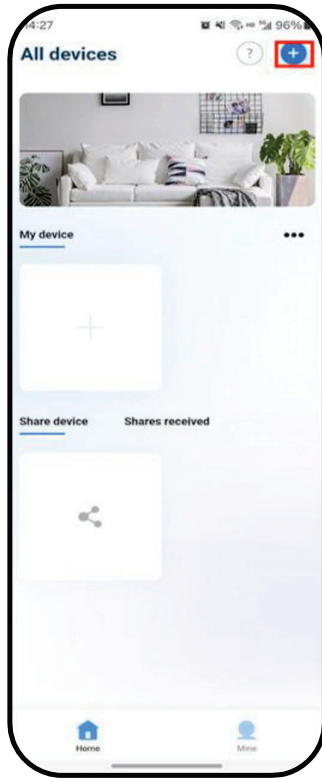 4:27 96%
All devices ? +
My device
Share device Shares received
Home Mine